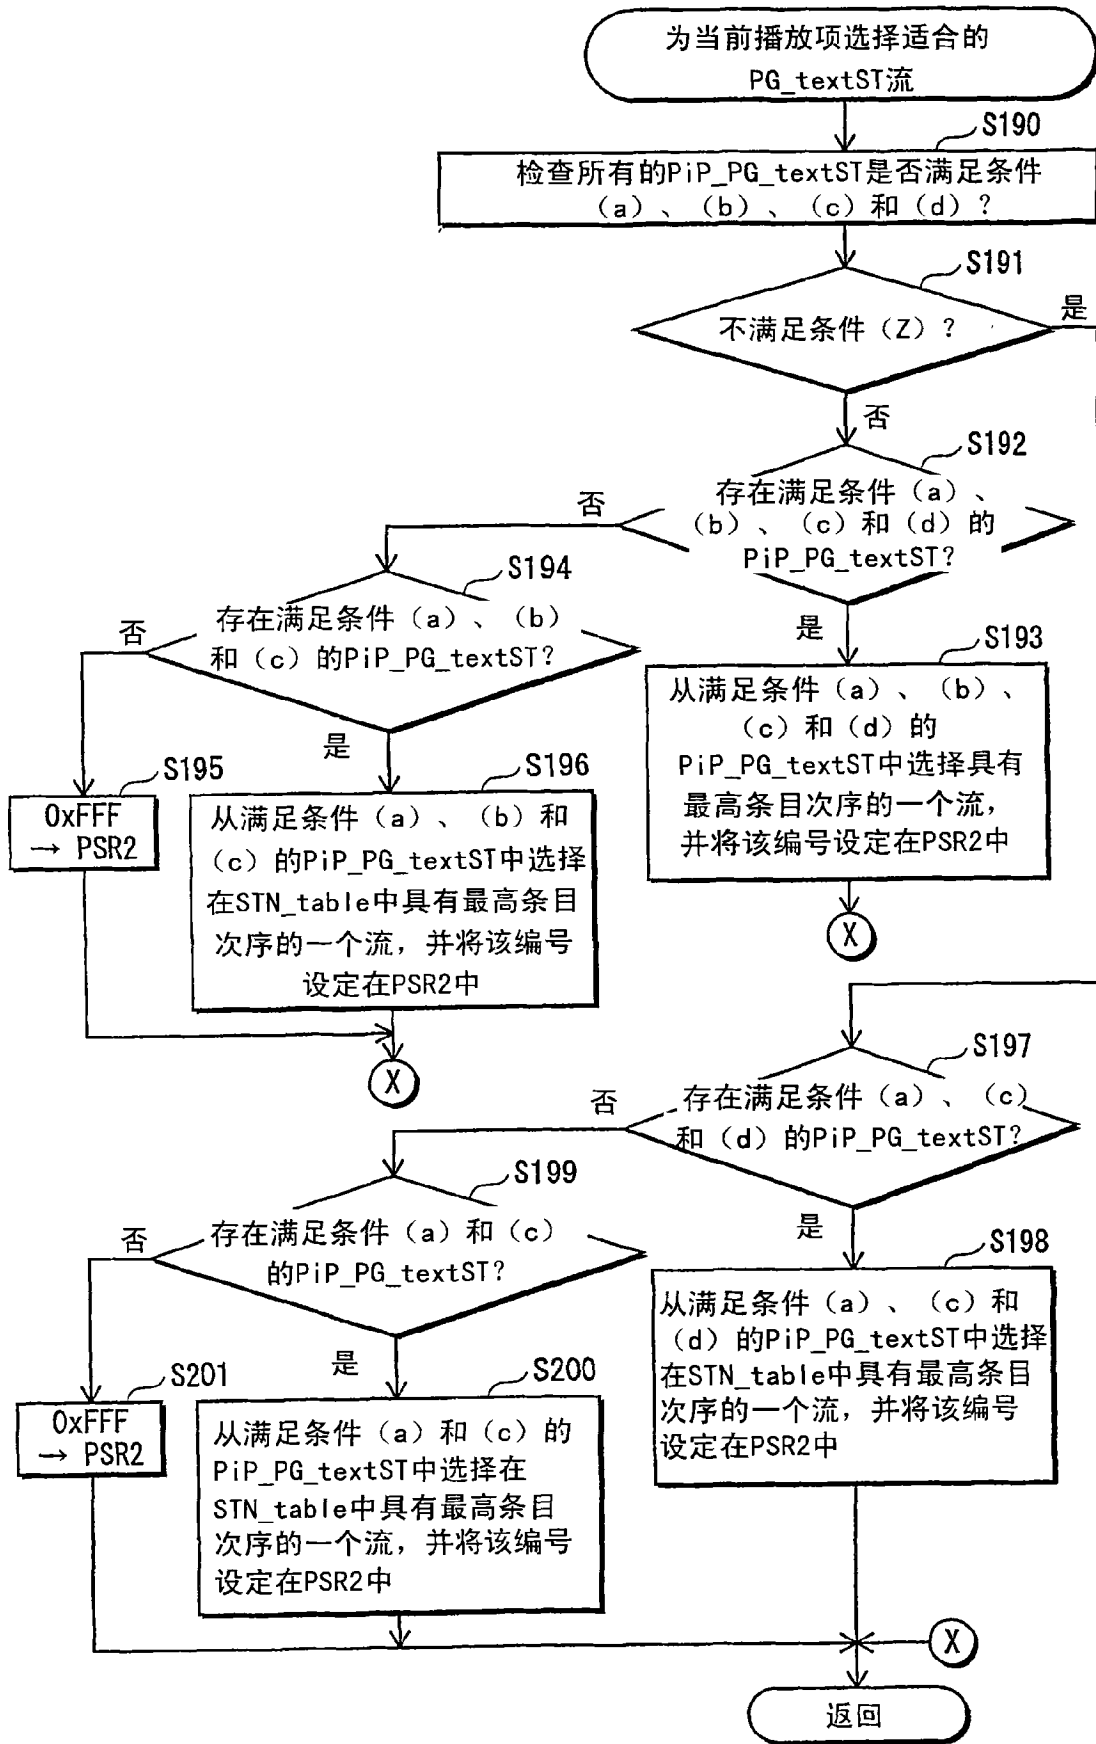 为当前播放项选择适合的
PG_textST流
S190
检查所有的PiP_PG_textST是否满足条件
（a）、（b）、（c）和（d）？
S191
不满足条件（Z）？
是
否
S192
存在满足条件（a）、
（b）、（c）和（d）的
PiP_PG_textST?
否
是
S194
存在满足条件（a）、（b）
和（c）的PiP_PG_textST?
否
是
S193
从满足条件（a）、（b）、
（c）和（d）的
PiP_PG_textST中选择具有
最高条目次序的一个流，
并将该编号设定在PSR2中
X
S195
0xFFF
→ PSR2
S196
从满足条件（a）、（b）和
（c）的PiP_PG_textST中选择
在STN_table中具有最高条目
次序的一个流，并将该编号
设定在PSR2中
X
S197
存在满足条件（a）、（c）
和（d）的PiP_PG_textST?
否
是
S199
存在满足条件（a）和（c）
的PiP_PG_textST?
否
是
S198
从满足条件（a）、（c）和
（d）的PiP_PG_textST中选择
在STN_table中具有最高条目
次序的一个流，并将该编号
设定在PSR2中
S201
0xFFF
→ PSR2
S200
从满足条件（a）和（c）的
PiP_PG_textST中选择在
STN_table中具有最高条目
次序的一个流，并将该编号
设定在PSR2中
X
返回